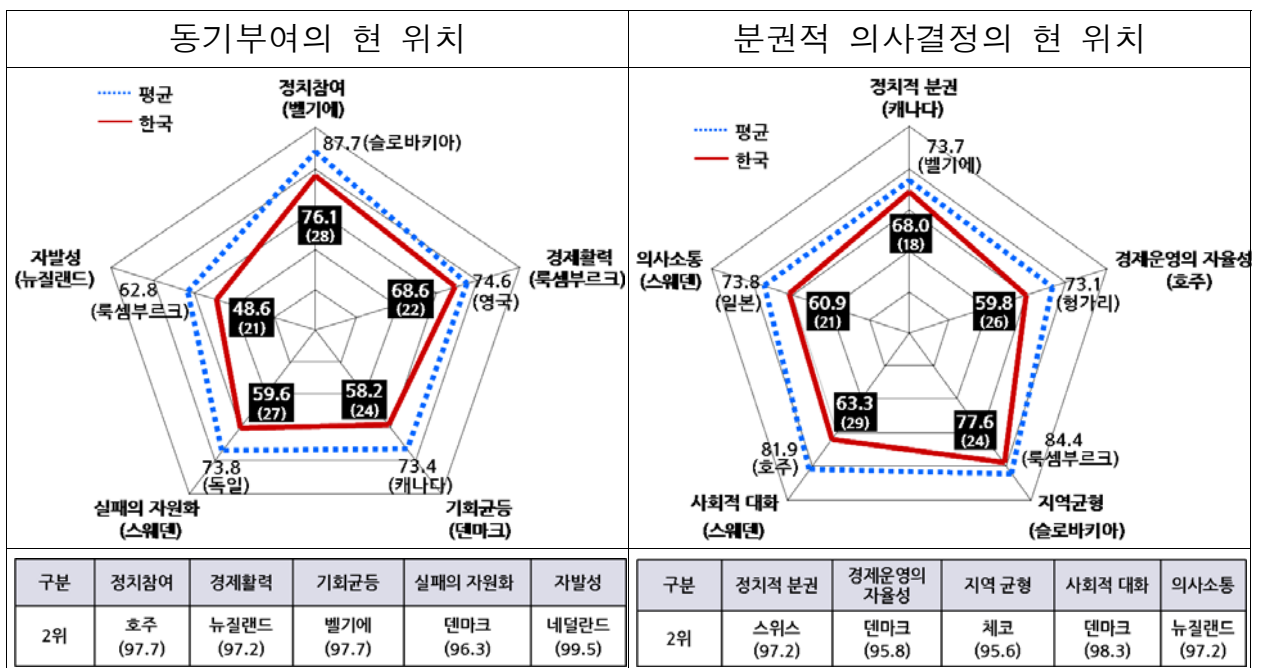 동기부여의 현 위치
평균
한국
정치참여
(벨기에)
87.7(슬로바키아)
76.1
(28)
경제활력
(룩셈부르크)
74.6
(영국)
68.6
(22)
자발성
(뉴질랜드)
62.8
(룩셈부르크)
48.6
(21)
59.6
(27)
58.2
(24)
73.8
(독일)
73.4
(캐나다)
실패의 자원화
(스웨덴)
기회균등
(덴마크)
구분 정치참여 경제활력 기회균등 실패의 자원화 자발성
2위 호주 뉴질랜드 벨기에 덴마크 네덜란드
(97.7) (97.2) (97.7) (96.3) (99.5)
분권적 의사결정의 현 위치
평균
한국
정치적 분권
(캐나다)
73.7
(벨기에)
68.0
(18)
의사소통
(스웨덴)
73.8
(일본)
60.9
(21)
경제운영의 자율성
(호주)
73.1
(헝가리)
59.8
(26)
63.3
(29)
77.6
(24)
81.9
(호주)
84.4
(룩셈부르크)
사회적 대화
(스웨덴)
지역균형
(슬로바키아)
구분 정치적 분권 경제운영의 자율성 지역 균형 사회적 대화 의사소통
2위 스위스 덴마크 체코 덴마크 뉴질랜드
(97.2) (95.8) (95.6) (98.3) (97.2)